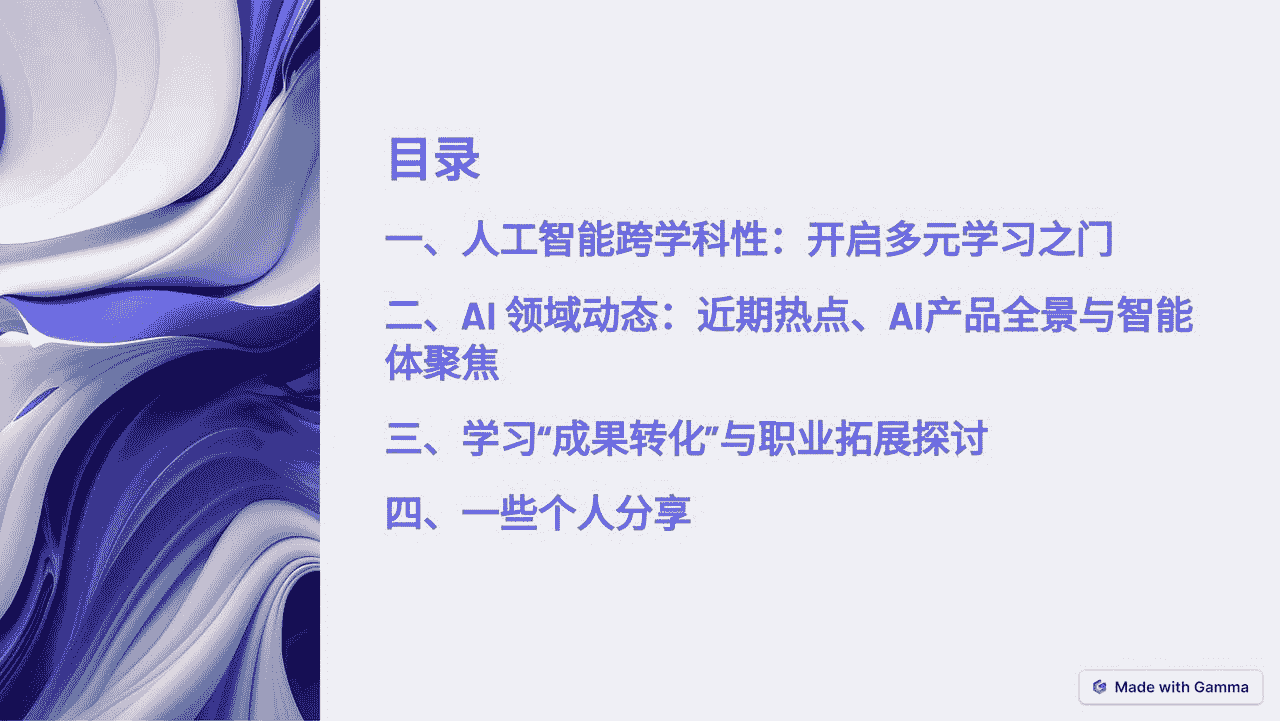 目录
一、人工智能跨学科性：开启多元学习之门
二、AI 领域动态：近期热点、AI产品全景与智能
体聚焦
三、学习“成果转化”与职业拓展探讨
四、一些个人分享
Made with Gamma